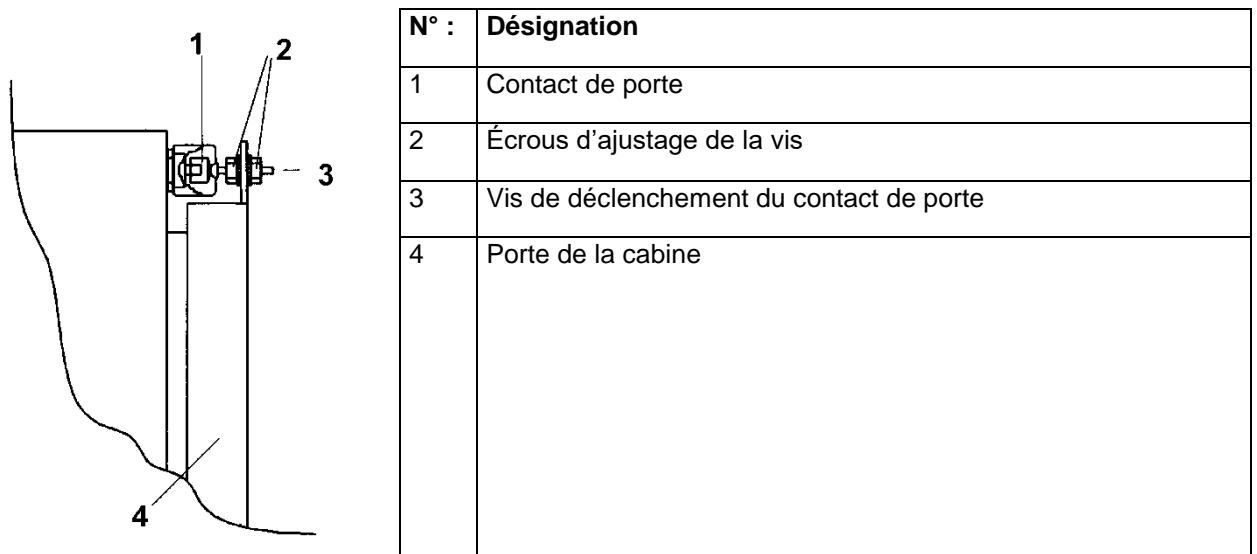 1
2
3
4
N° : Désignation
1 Contact de porte
2 Écrous d’ajustage de la vis
3 Vis de déclenchement du contact de porte
4 Porte de la cabine